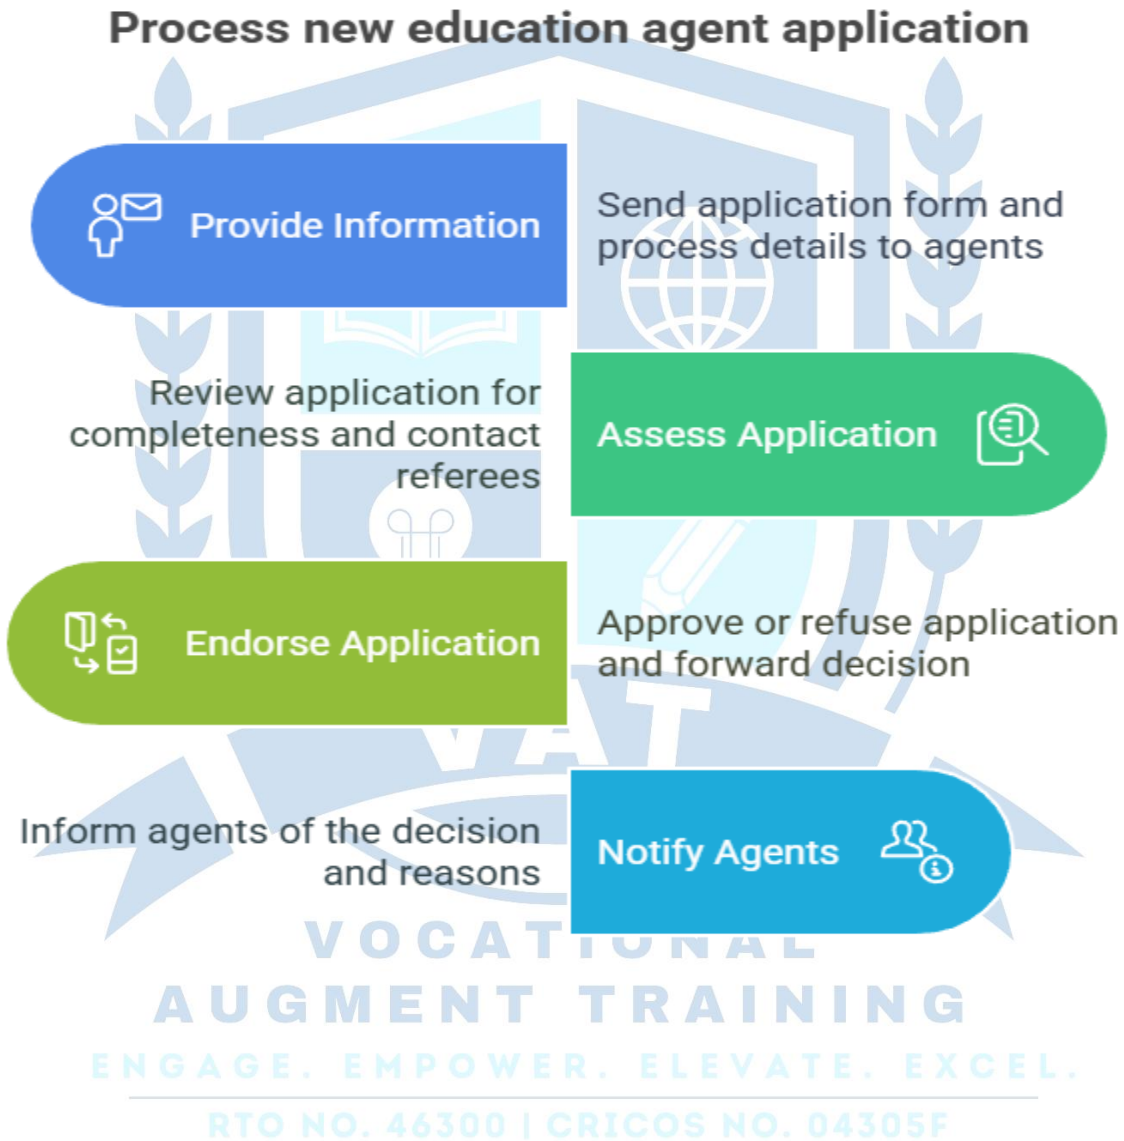 Process new education agent application
Provide Information
Send application form and
process details to agents
Review application for
completeness and contact
referees
Assess Application
Endorse Application
Approve or refuse application
and forward decision
VAT
Inform agents of the decision
and reasons
Notify Agents
VOCATIONAL
AUGMENT TRAINING
ENGAGE. EMPOWER. ELEVATE. EXCEL.
RTO NO. 46300 | CRICOS NO. 04305F